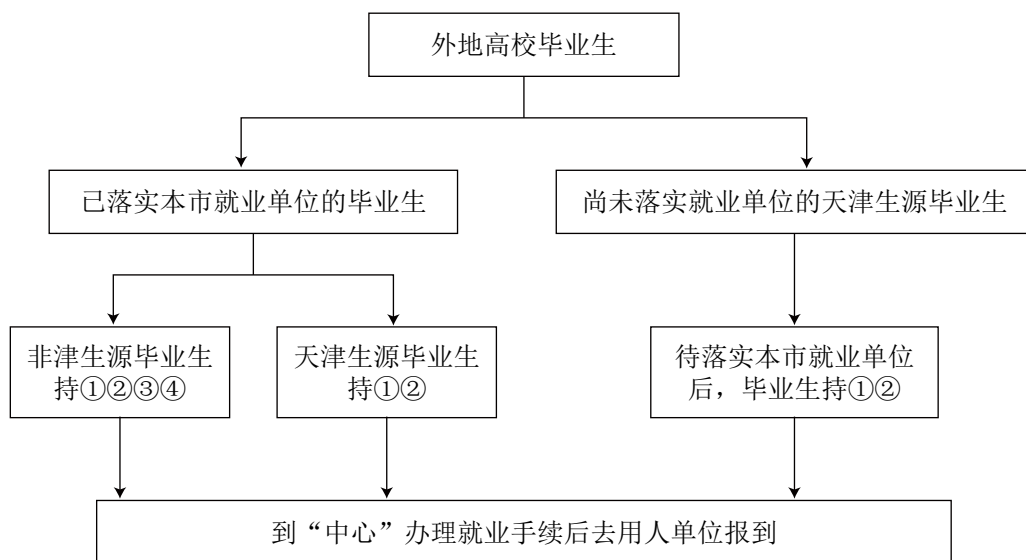 外地高校毕业生
已落实本市就业单位的毕业生
尚未落实就业单位的天津生源毕业生
非津生源毕业生
持①②③④
天津生源毕业生
持①②
待落实本市就业单位
后，毕业生持①②
到“中心”办理就业手续后去用人单位报到